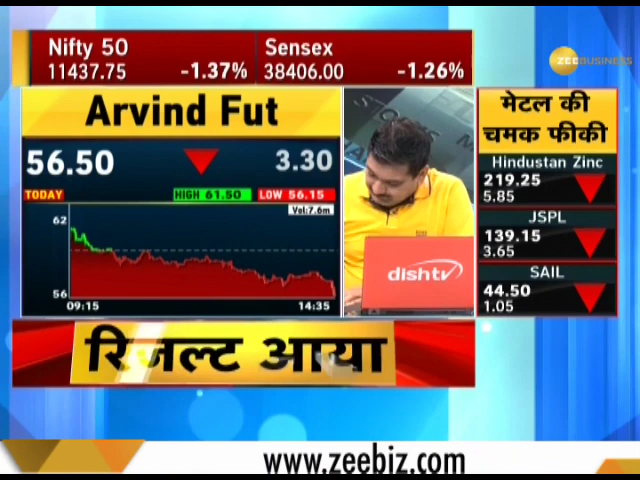 Nifty 50
11437.75 -1.37%
Sensex
38406.00 -1.26%
ZEEBUSINESS
Arvind Fut
56.50 3.30
TODAY HIGH 61.50 LOW 56.15
Vol:7.6m
62
56
09:15 14:35
dishtv
मेटल की
चमक फीकी
Hindustan Zinc
219.25
5.85
JSPL
139.15
3.65
SAIL
44.50
1.05
रिजल्ट आया
www.zeebiz.com